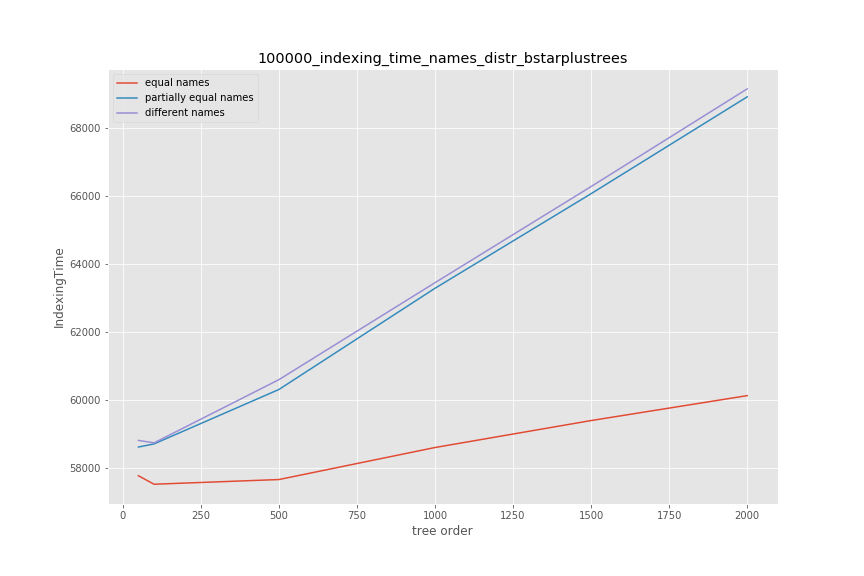 100000_indexing_time_names_distr_bstarplustrees
equal names
partially equal names
different names
68000
66000
64000
62000
60000
58000
IndexingTime
0 250 500 750 1000 1250 1500 1750 2000
tree order